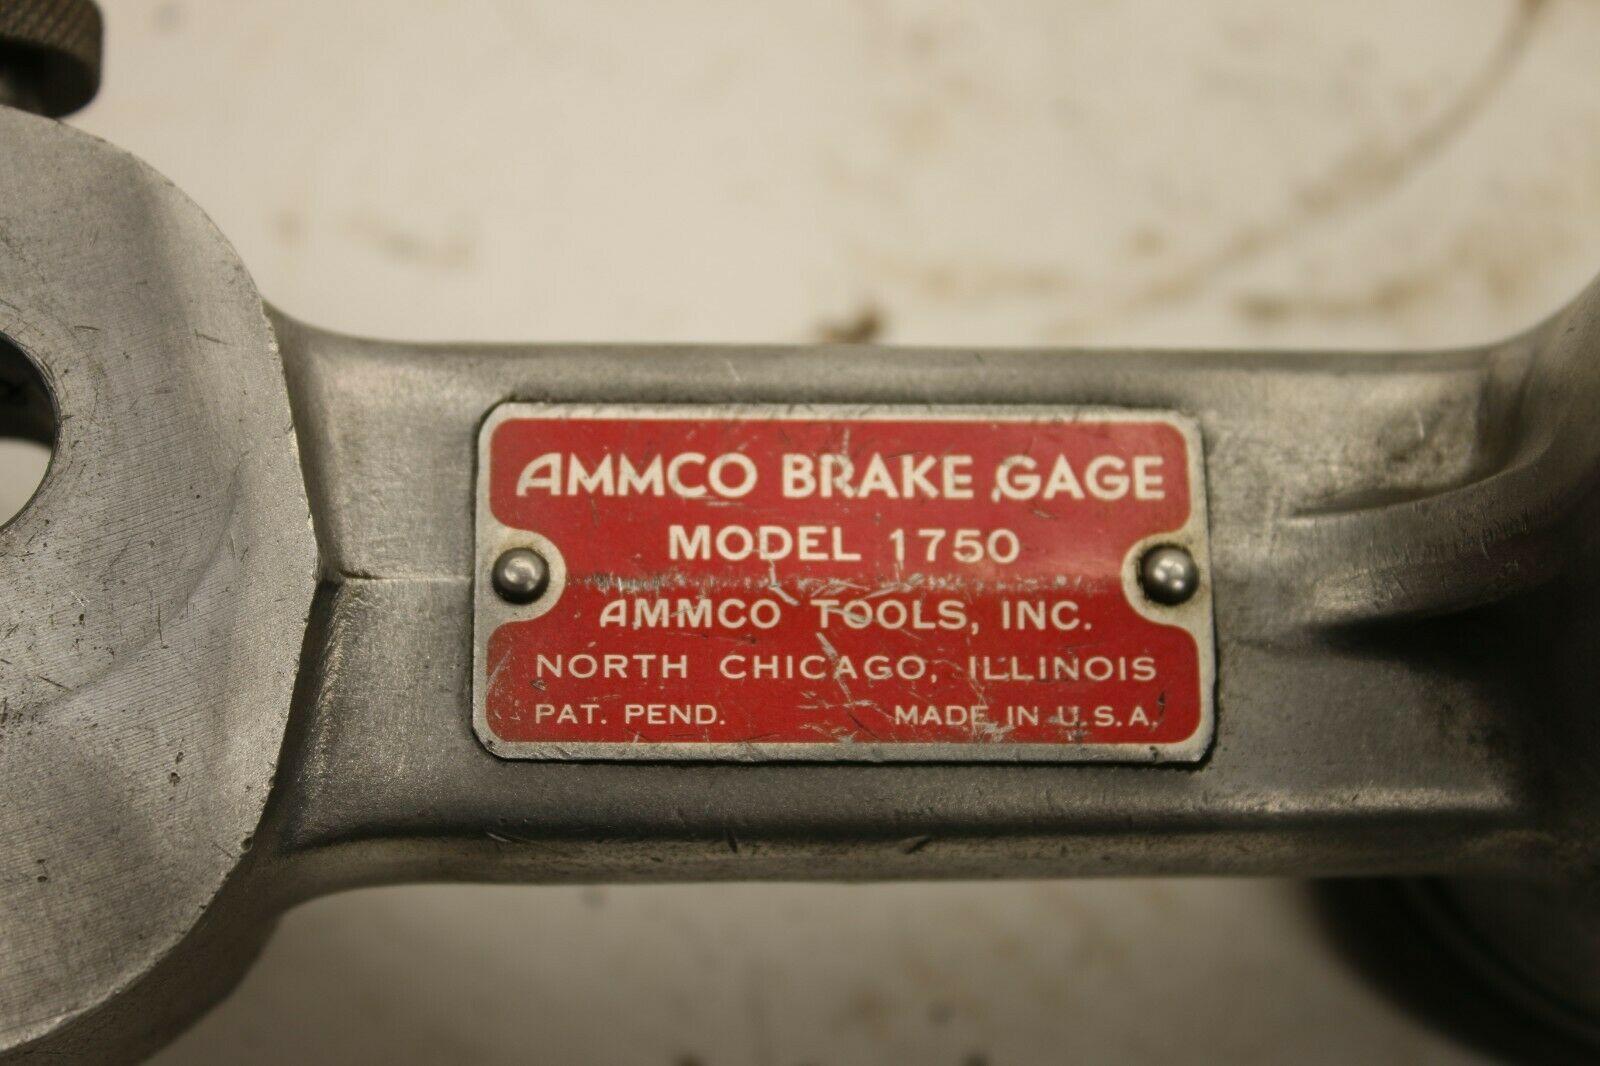 AMMCO BRAKE GAGE
MODEL 1750
AMMCO TOOLS, INC.
NORTH CHICAGO, ILLINOIS
PAT. PEND. MADE IN U.S.A.